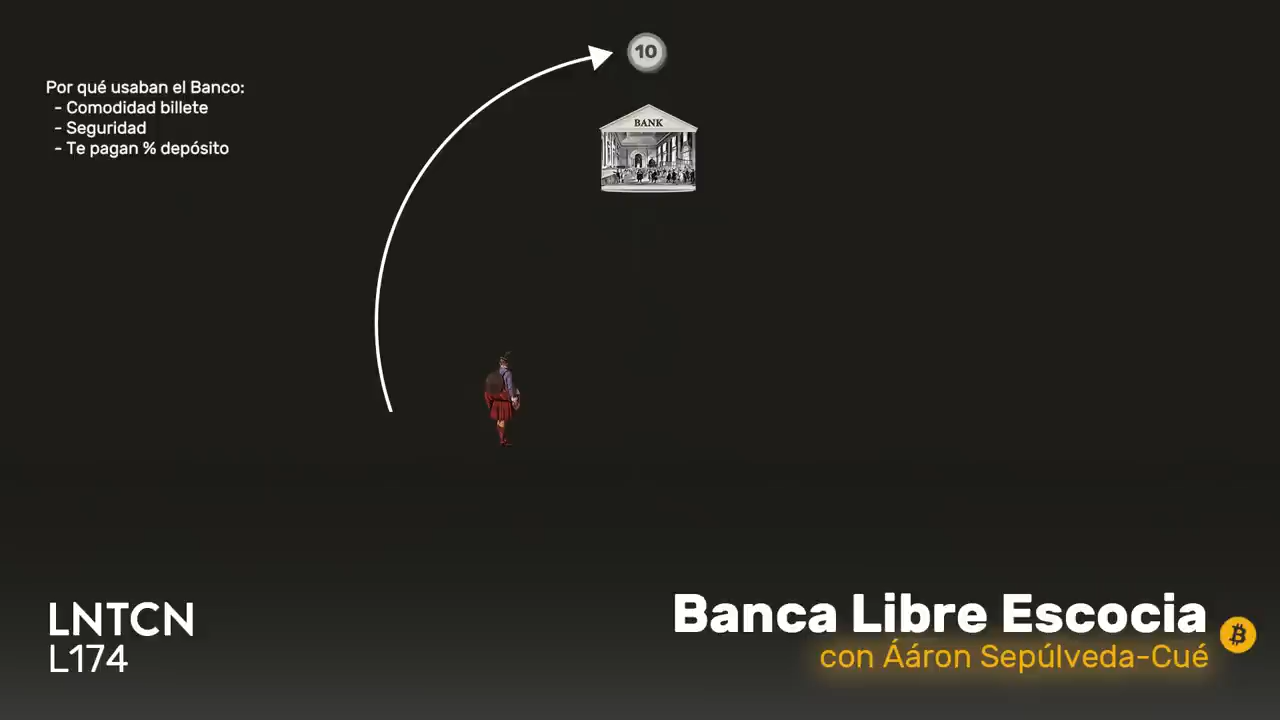 10
Por qué usaban el Banco:
- Comodidad billete
- Seguridad
- Te pagan % depósito
BANK
LNTCN
L174
Banca Libre Escocia
con Ááron Sepúlveda-Cué